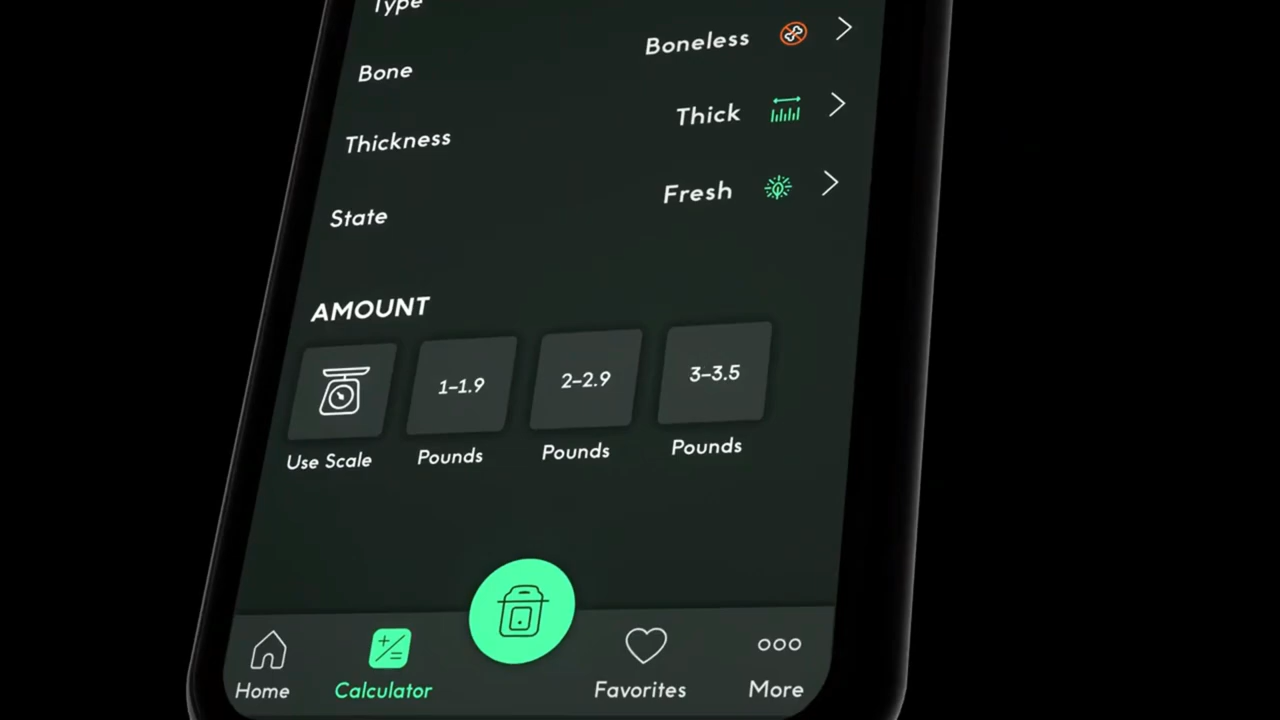 Type
Bone Boneless
Thickness Thick
State Fresh
AMOUNT
1-1.9
2-2.9
3-3.5
Use Scale
Pounds
Pounds
Pounds
Home
Calculator
Favorites
More